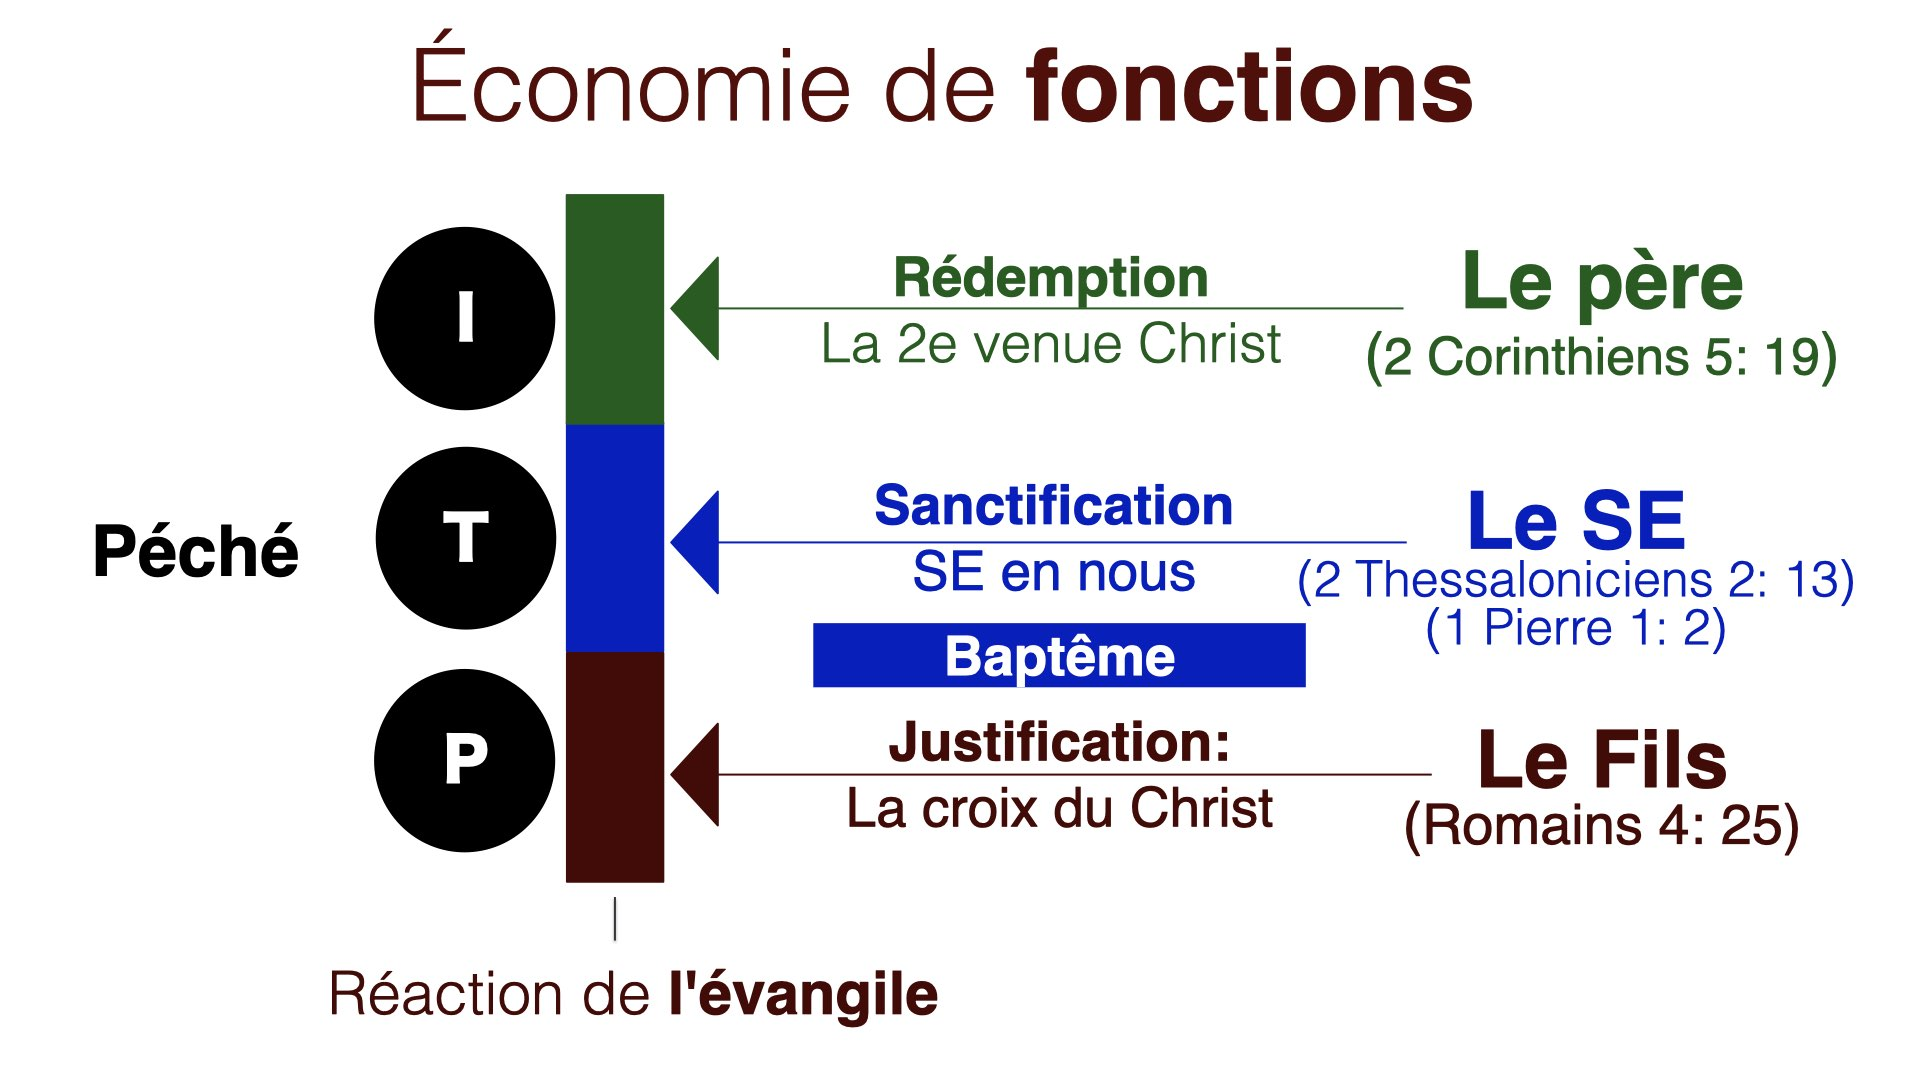 Économie de fonctions
I
Rédemption
La 2e venue Christ
Le père
(2 Corinthiens 5: 19)
Péché
T
Sanctification
SE en nous
Le SE
(2 Thessaloniciens 2: 13)
(1 Pierre 1: 2)
Baptême
P
Justification:
La croix du Christ
Le Fils
(Romains 4: 25)
Réaction de l'évangile